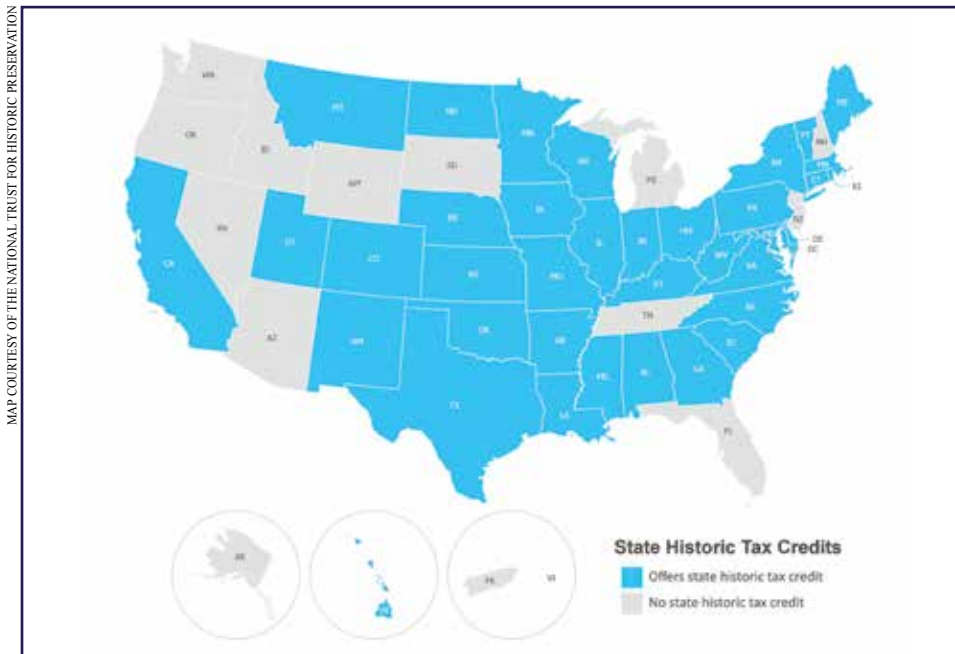 MAP COURTESY OF THE NATIONAL TRUST FOR HISTORIC PRESERVATION
WA
MT
ND
MN
ME
OR
ID
SD
WI
VT
NH
WY
NY
MA
CT
RI
NE
IA
PA
NJ
NV
UT
CO
IL
IN
DE
DC
CA
KS
MO
WV
VA
KY
NC
TN
AZ
NM
OK
AR
SC
MS
AL
GA
TX
LA
FL
State Historic Tax Credits
Offers state historic tax credit
No state historic tax credit
AK
HI
PR
VI